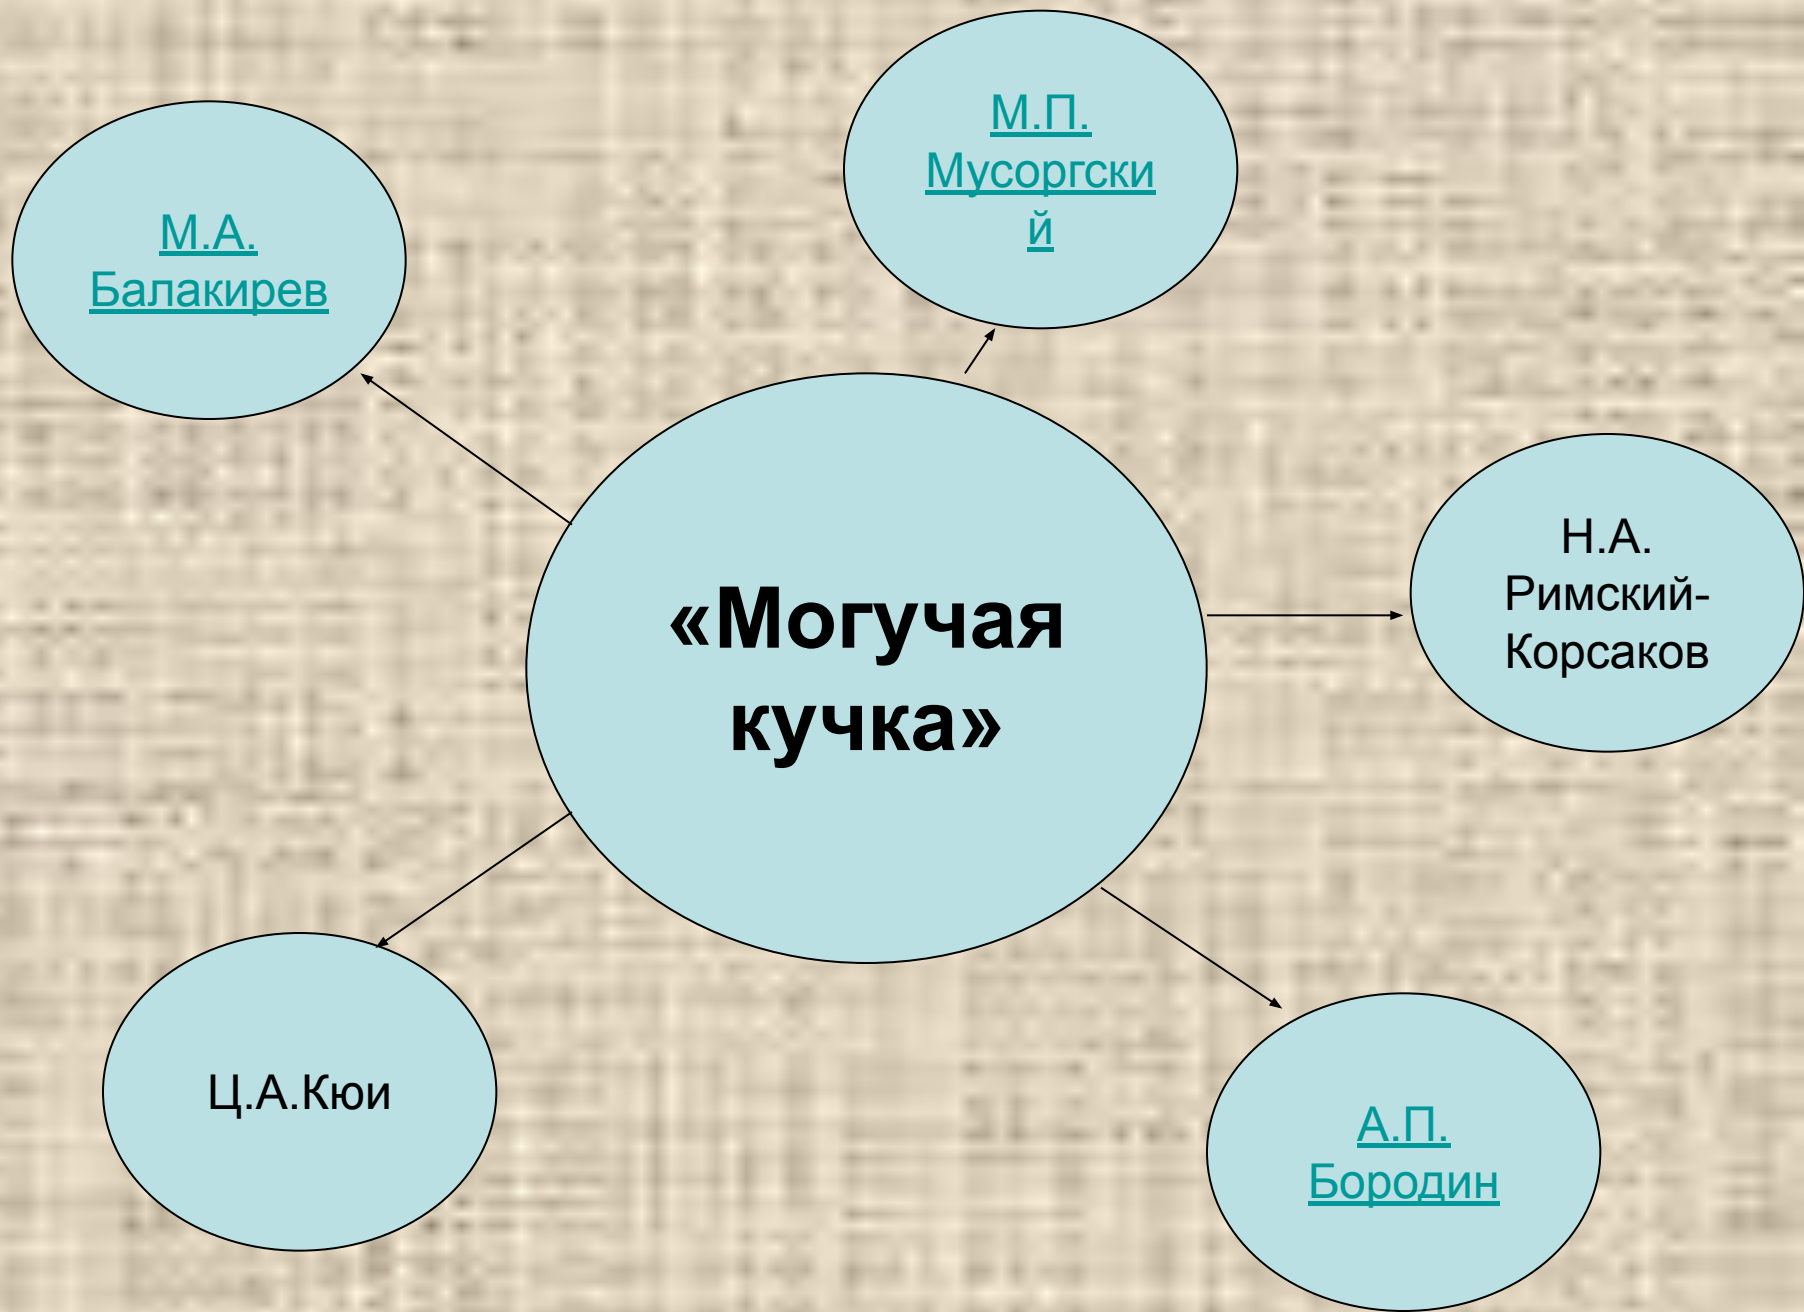 М.П.
Мусоргски
й
М.А.
Балакирев
«Могучая
кучка»
Н.А.
Римский-
Корсаков
Ц.А.Кюи
А.П.
Бородин